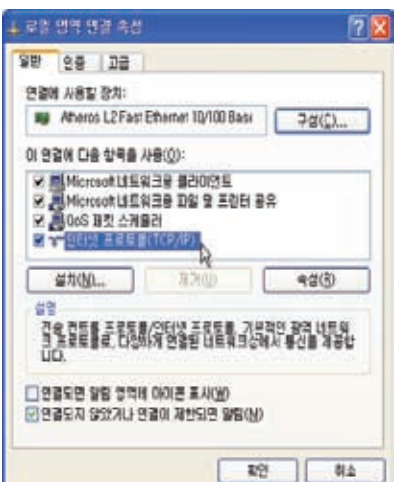 로컬 영역 연결 속성
일반 인증 고급
연결에 사용할 장치:
Atheros L2 Fast Ethernet 10/100 Base
구성(C)...
이 연결에 다음 항목을 사용(O):
Microsoft 네트워크용 클라이언트
Microsoft 네트워크용 파일 및 프린터 공유
QoS 패킷 스케줄러
인터넷 프로토콜(TCP/IP)
설치(N)... 제거(U) 속성(R)
설명
전송 컨트롤 프로토콜/인터넷 프로토콜. 기본적인 광역 네트워
크 프로토콜로, 다양하게 연결된 네트워크상에서 통신을 제공합
니다.
연결되면 알림 영역에 아이콘 표시(W)
연결되지 않았거나 연결이 제한되면 알림(M)
확인 취소